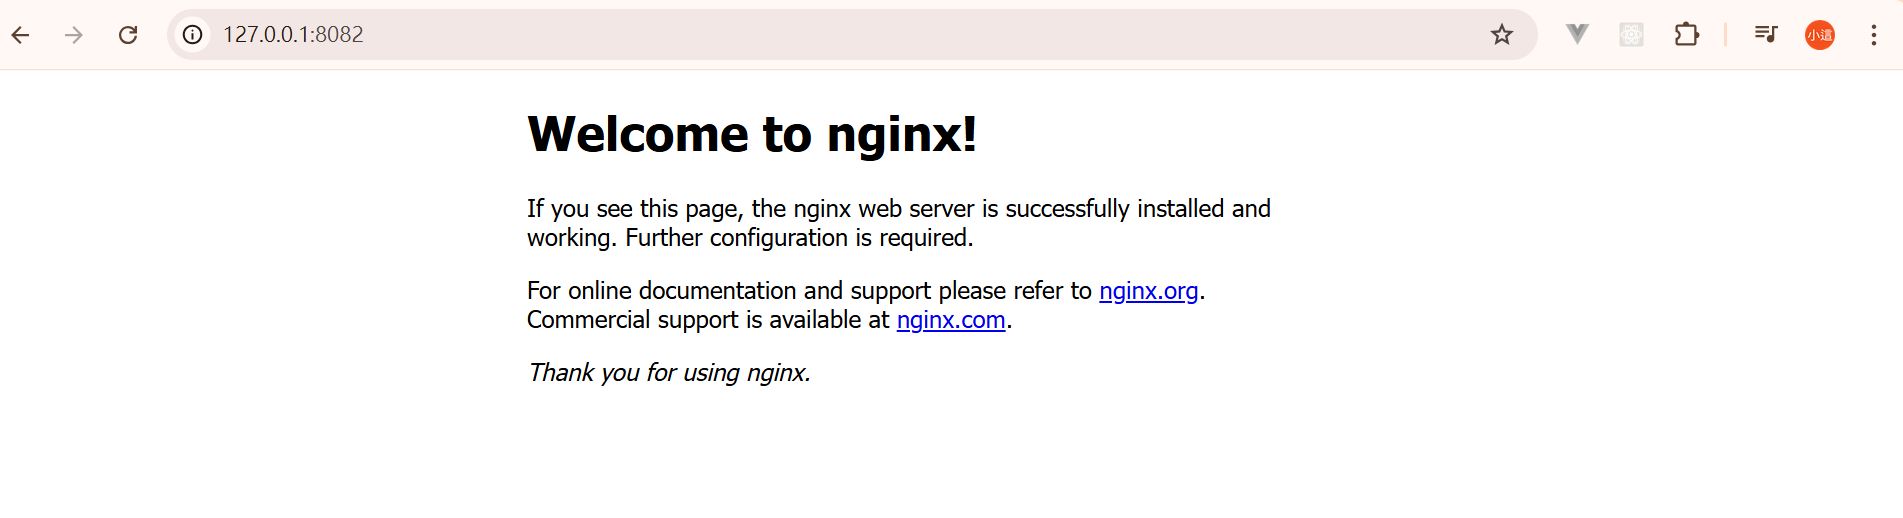 127.0.0.1:8082
小這
Welcome to nginx!
If you see this page, the nginx web server is successfully installed and
working. Further configuration is required.
For online documentation and support please refer to nginx.org.
Commercial support is available at nginx.com.
Thank you for using nginx.